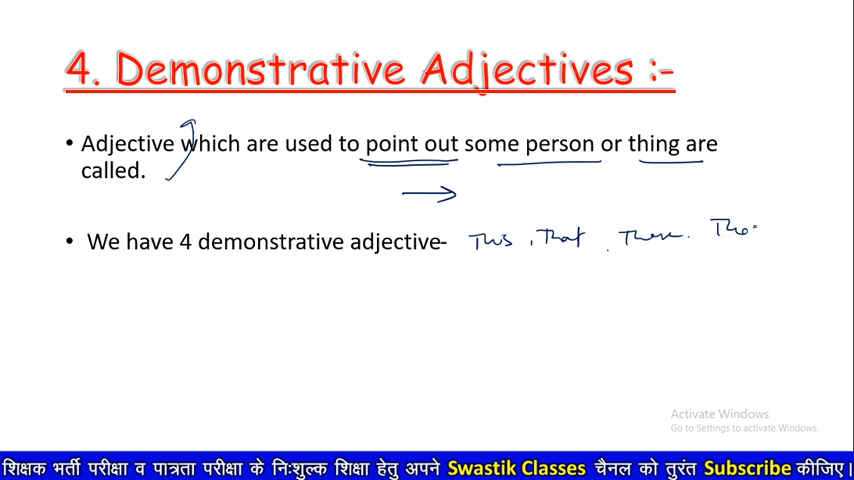 4. Demonstrative Adjectives :-
• Adjective which are used to point out some person or thing are
called.
• We have 4 demonstrative adjective- This, That, These. Tho
Activate Windows
Go to Settings to activate Windows.
शिक्षक भर्ती परीक्षा व पात्रता परीक्षा के निःशुल्क शिक्षा हेतु अपने Swastik Classes चैनल को तुरंत Subscribe कीजिए।